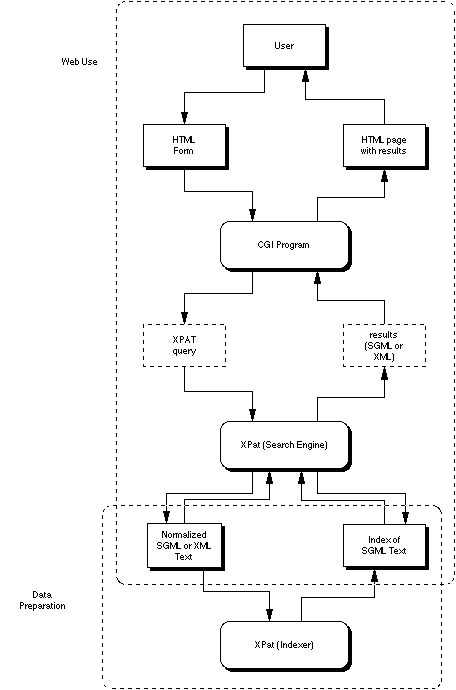 User
Web Use
HTML
Form
HTML page
with results
CGI Program
XPAT
query
results
(SGML or
XML)
XPat (Search Engine)
Normalized
SGML or XML
Text
Index of
SGML Text
Data
Preparation
XPat (Indexer)